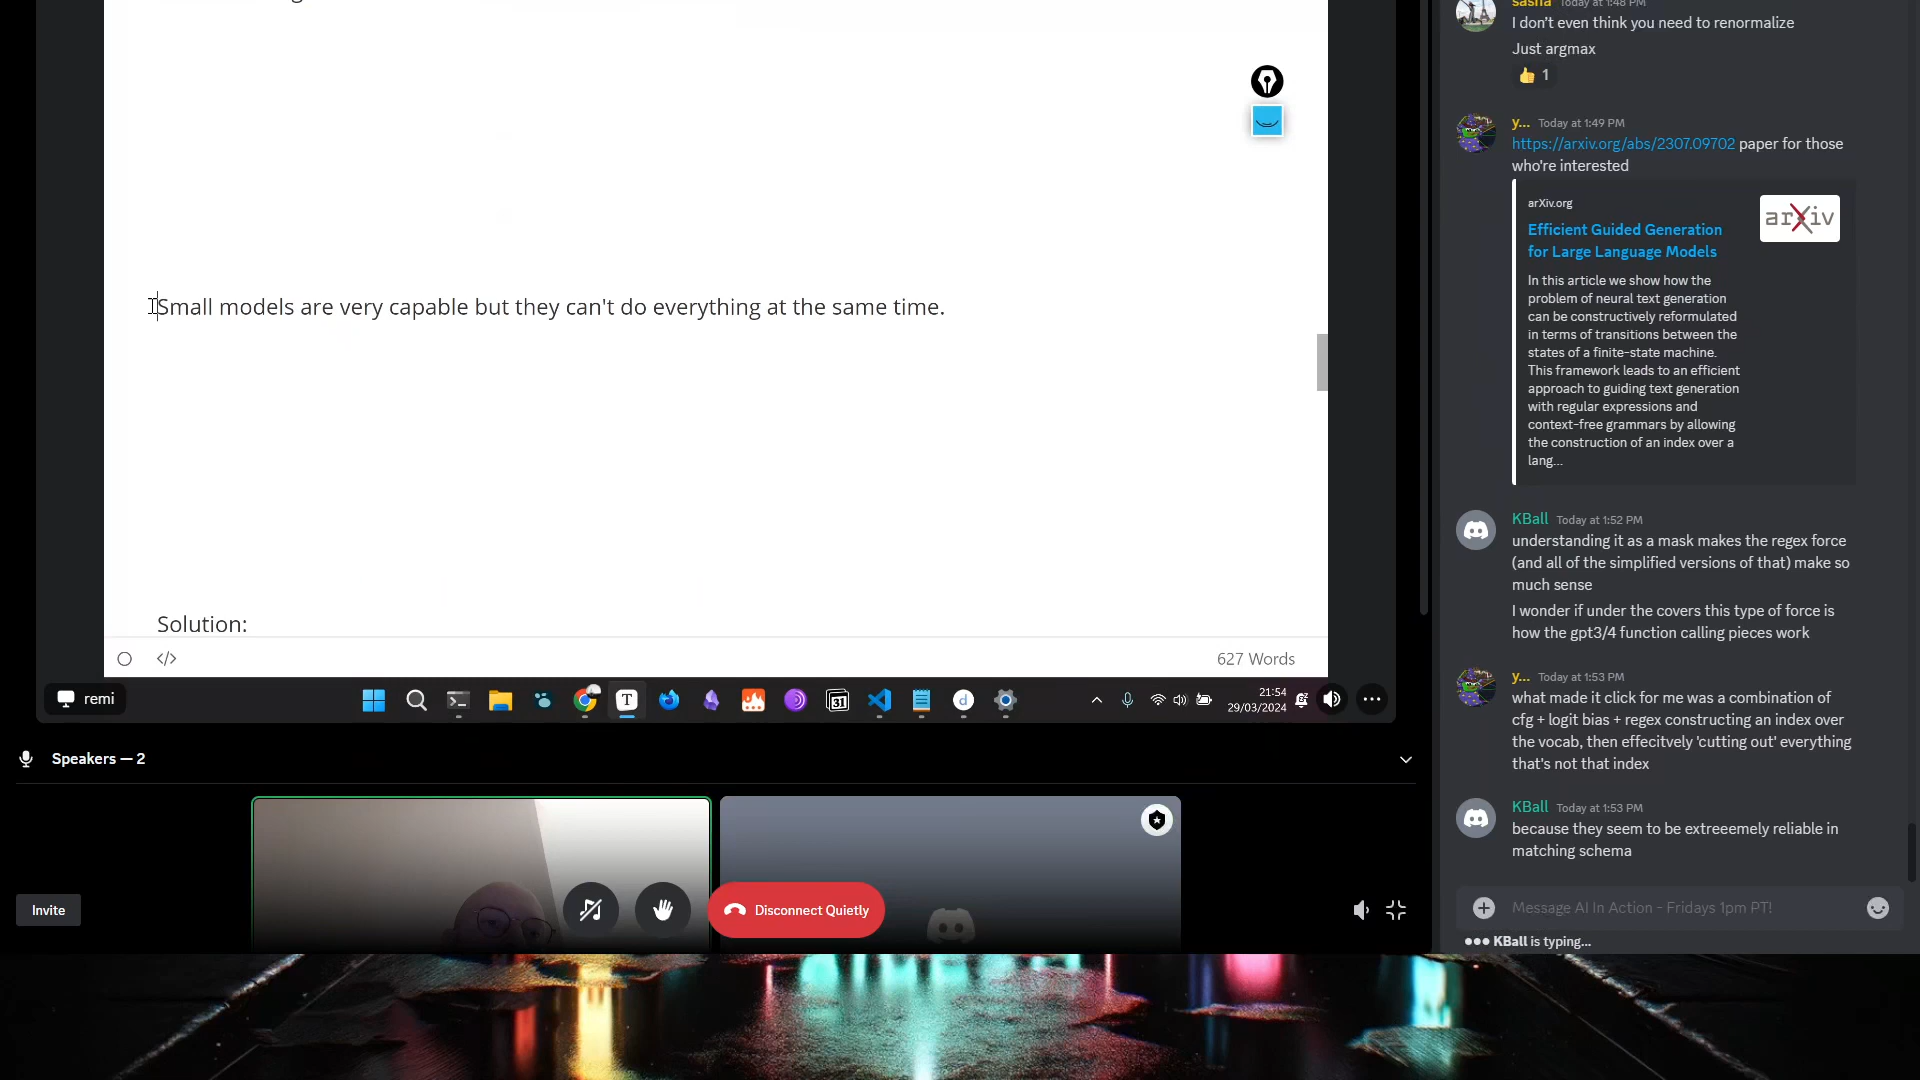 Small models are very capable but they can't do everything at the same time.
Solution:
627 Words
remi
T
31
d
21:54
29/03/2024
Speakers — 2
Invite
Disconnect Quietly
sasha Today at 1:48 PM
I don't even think you need to renormalize
Just argmax
👍 1
y... Today at 1:49 PM
https://arxiv.org/abs/2307.09702 paper for those
who're interested
arXiv.org
arXiv
Efficient Guided Generation
for Large Language Models
In this article we show how the
problem of neural text generation
can be constructively reformulated
in terms of transitions between the
states of a finite-state machine.
This framework leads to an efficient
approach to guiding text generation
with regular expressions and
context-free grammars by allowing
the construction of an index over a
lang...
KBall Today at 1:52 PM
understanding it as a mask makes the regex force
(and all of the simplified versions of that) make so
much sense
I wonder if under the covers this type of force is
how the gpt3/4 function calling pieces work
y... Today at 1:53 PM
what made it click for me was a combination of
cfg + logit bias + regex constructing an index over
the vocab, then effecitvely 'cutting out' everything
that's not that index
KBall Today at 1:53 PM
because they seem to be extreeemely reliable in
matching schema
Message AI In Action - Fridays 1pm PT!
KBall is typing...